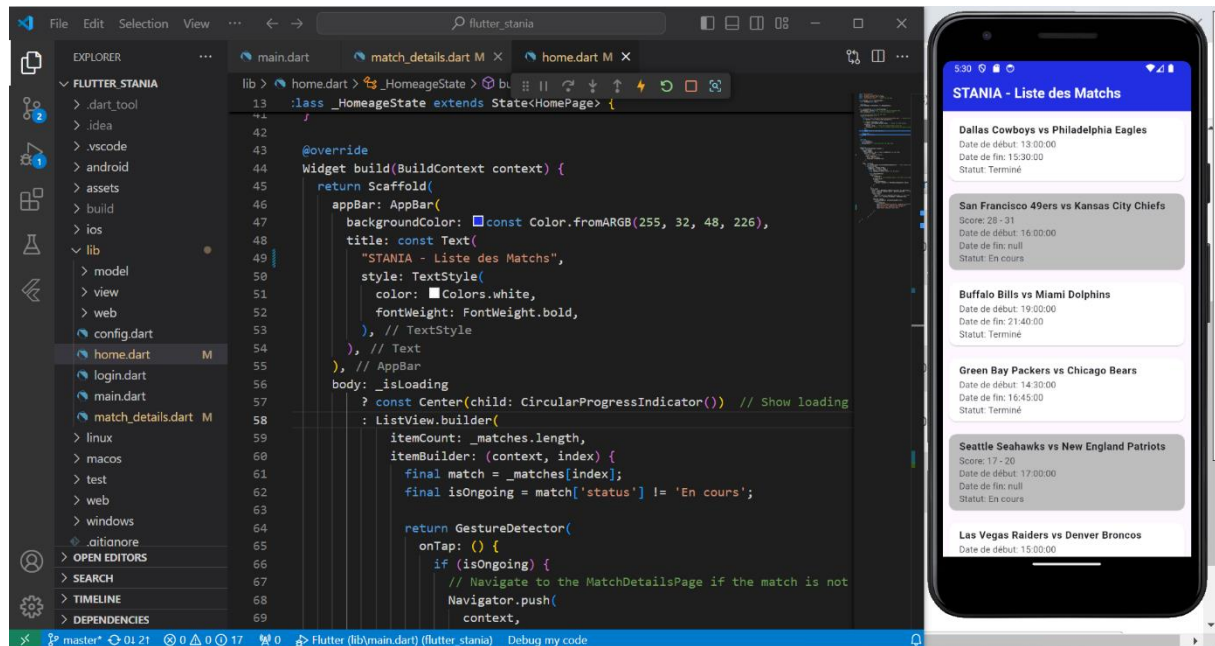 File Edit Selection View ··· flutter_stania
EXPLORER ···
FLUTTER_STANIA
.dart_tool
.idea
.vscode
android
assets
build
ios
lib
model
view
web
config.dart
home.dart M
login.dart
main.dart
match_details.dart M
linux
macos
test
web
windows
.gitignore
OPEN EDITORS
SEARCH
TIMELINE
DEPENDENCIES
2
1
main.dart match_details.dart M home.dart M
lib > home.dart > _HomeageState >
13 class _HomeageState extends State<HomePage> {
41 }
42
43 @override
44 Widget build(BuildContext context) {
45 return Scaffold(
46 appBar: AppBar(
47 backgroundColor: const Color.fromARGB(255, 32, 48, 226),
48 title: const Text(
49 "STANIA - Liste des Matchs",
50 style: TextStyle(
51 color: Colors.white,
52 fontWeight: FontWeight.bold,
53 ), // TextStyle
54 ), // Text
55 ), // AppBar
56 body: _isLoading
57 ? const Center(child: CircularProgressIndicator()) // Show loading
58 : ListView.builder(
59 itemCount: _matches.length,
60 itemBuilder: (context, index) {
61 final match = _matches[index];
62 final isOngoing = match['status'] != 'En cours';
63
64 return GestureDetector(
65 onTap: () {
66 if (isOngoing) {
67 // Navigate to the MatchDetailsPage if the match is not
68 Navigator.push(
69 context,
master* 0↓ 2↑ 0 0 17 0 Flutter (lib\main.dart) (flutter_stania) Debug my code
5:30
STANIA - Liste des Matchs
Dallas Cowboys vs Philadelphia Eagles
Date de début: 13:00:00
Date de fin: 15:30:00
Statut: Terminé
San Francisco 49ers vs Kansas City Chiefs
Score: 28 - 31
Date de début: 16:00:00
Date de fin: null
Statut: En cours
Buffalo Bills vs Miami Dolphins
Date de début: 19:00:00
Date de fin: 21:40:00
Statut: Terminé
Green Bay Packers vs Chicago Bears
Date de début: 14:30:00
Date de fin: 16:45:00
Statut: Terminé
Seattle Seahawks vs New England Patriots
Score: 17 - 20
Date de début: 17:00:00
Date de fin: null
Statut: En cours
Las Vegas Raiders vs Denver Broncos
Date de début: 15:00:00